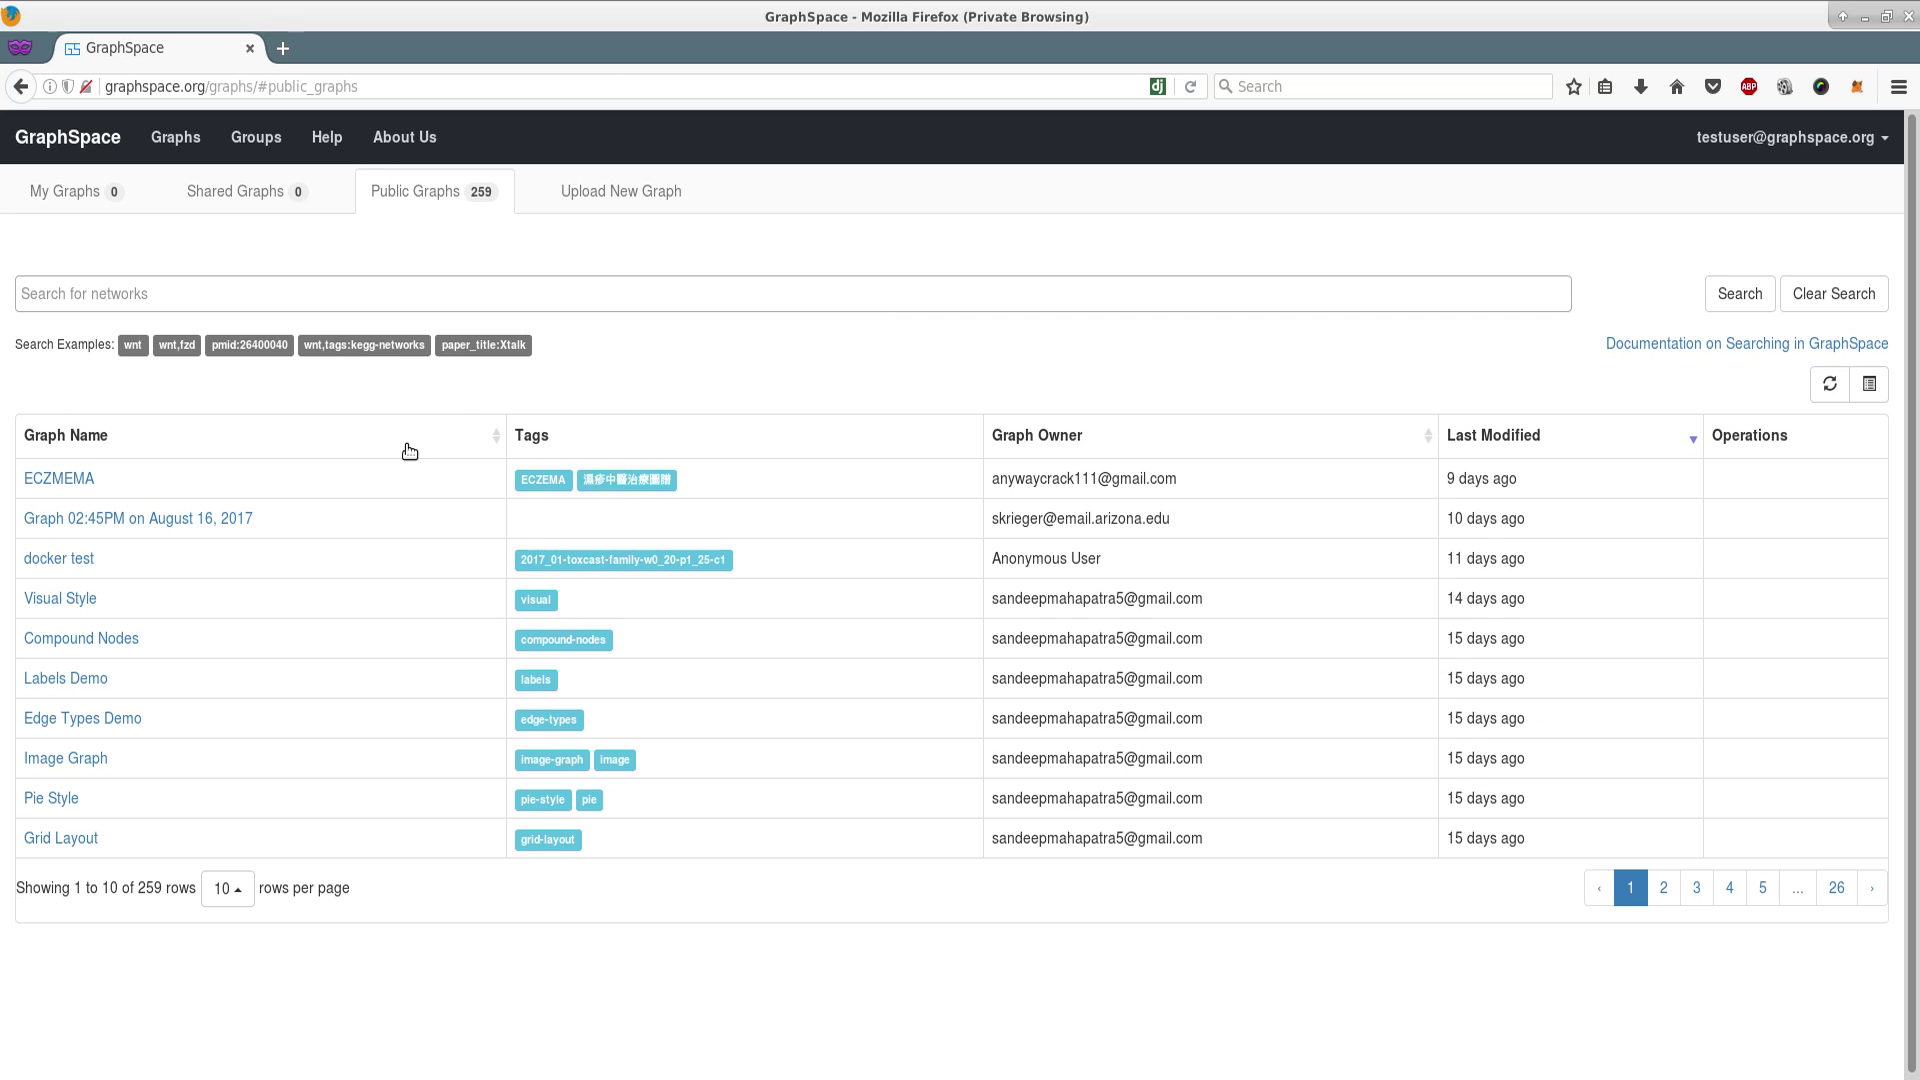 GraphSpace - Mozilla Firefox (Private Browsing)
GraphSpace
graphspace.org/graphs/#public_graphs
dj
Search
ABP
GraphSpace Graphs Groups Help About Us testuser@graphspace.org
My Graphs 0 Shared Graphs 0 Public Graphs 259 Upload New Graph
Search for networks Search Clear Search
Search Examples: wnt wnt,fzd pmid:26400040 wnt,tags:kegg-networks paper_title:Xtalk Documentation on Searching in GraphSpace
Graph Name Tags Graph Owner Last Modified Operations
ECZMEMA ECZEMA 濕疹中醫治療圖譜 anywaycrack111@gmail.com 9 days ago
Graph 02:45PM on August 16, 2017 skrieger@email.arizona.edu 10 days ago
docker test 2017_01-toxcast-family-w0_20-p1_25-c1 Anonymous User 11 days ago
Visual Style visual sandeepmahapatra5@gmail.com 14 days ago
Compound Nodes compound-nodes sandeepmahapatra5@gmail.com 15 days ago
Labels Demo labels sandeepmahapatra5@gmail.com 15 days ago
Edge Types Demo edge-types sandeepmahapatra5@gmail.com 15 days ago
Image Graph image-graph image sandeepmahapatra5@gmail.com 15 days ago
Pie Style pie-style pie sandeepmahapatra5@gmail.com 15 days ago
Grid Layout grid-layout sandeepmahapatra5@gmail.com 15 days ago
Showing 1 to 10 of 259 rows 10 rows per page ‹ 1 2 3 4 5 ... 26 ›